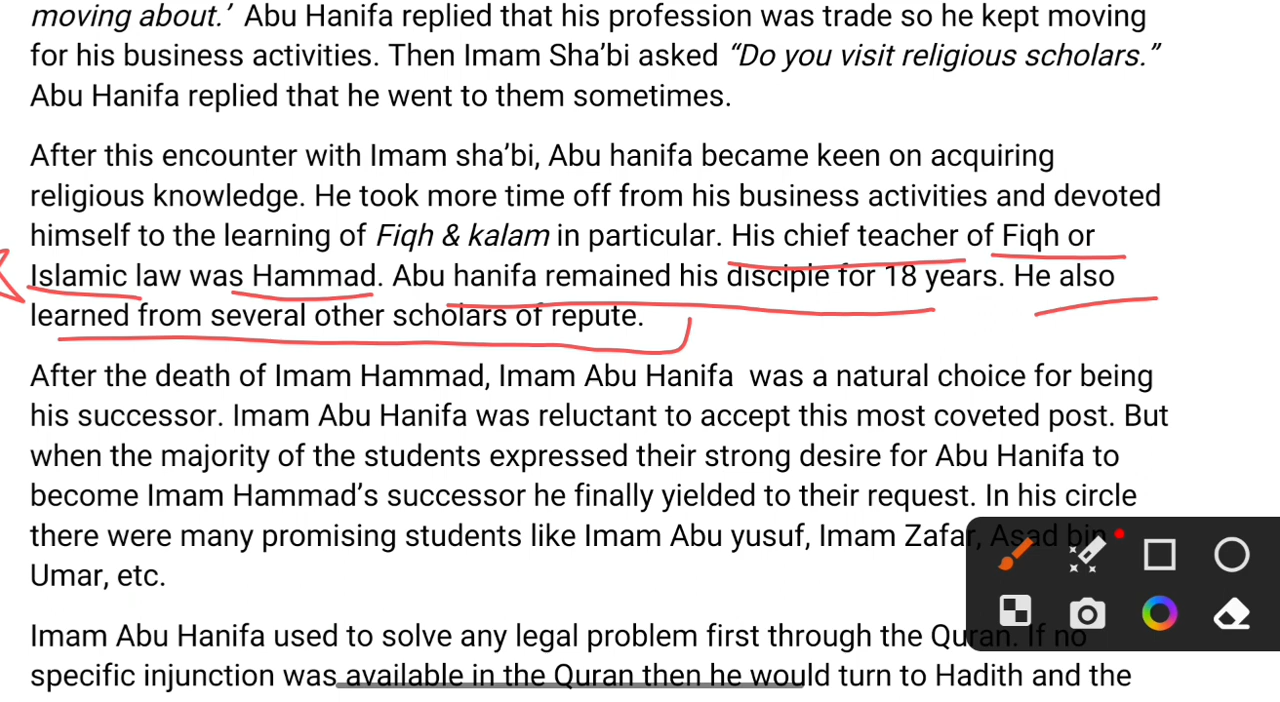 moving about.’ Abu Hanifa replied that his profession was trade so he kept moving
for his business activities. Then Imam Sha’bi asked “Do you visit religious scholars.”
Abu Hanifa replied that he went to them sometimes.
After this encounter with Imam sha’bi, Abu hanifa became keen on acquiring
religious knowledge. He took more time off from his business activities and devoted
himself to the learning of Fiqh & kalam in particular. His chief teacher of Fiqh or
Islamic law was Hammad. Abu hanifa remained his disciple for 18 years. He also
learned from several other scholars of repute.
After the death of Imam Hammad, Imam Abu Hanifa was a natural choice for being
his successor. Imam Abu Hanifa was reluctant to accept this most coveted post. But
when the majority of the students expressed their strong desire for Abu Hanifa to
become Imam Hammad’s successor he finally yielded to their request. In his circle
there were many promising students like Imam Abu yusuf, Imam Zafar, Asad bin
Umar, etc.
Imam Abu Hanifa used to solve any legal problem first through the Quran. If no
specific injunction was available in the Quran then he would turn to Hadith and the